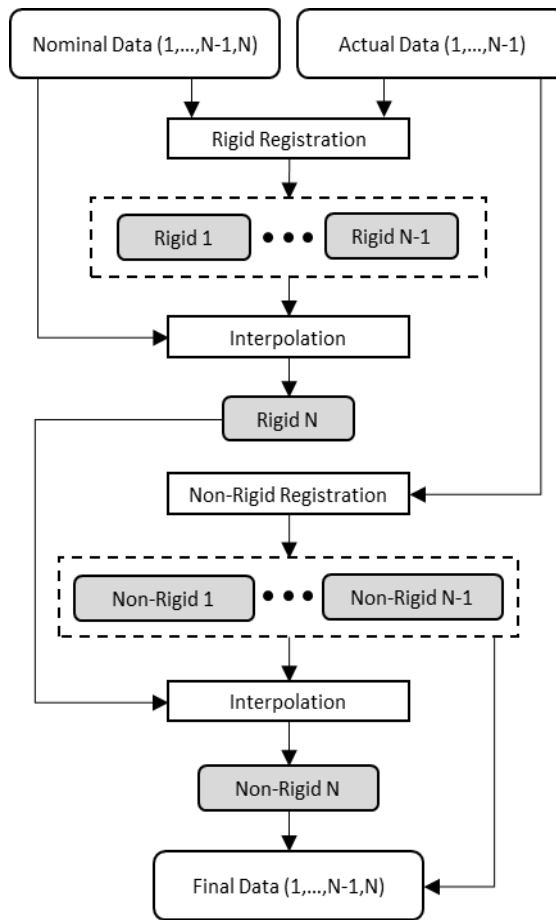 Nominal Data (1,...,N-1,N)
Actual Data (1,...,N-1)
Rigid Registration
Rigid 1
Rigid N-1
Interpolation
Rigid N
Non-Rigid Registration
Non-Rigid 1
Non-Rigid N-1
Interpolation
Non-Rigid N
Final Data (1,...,N-1,N)